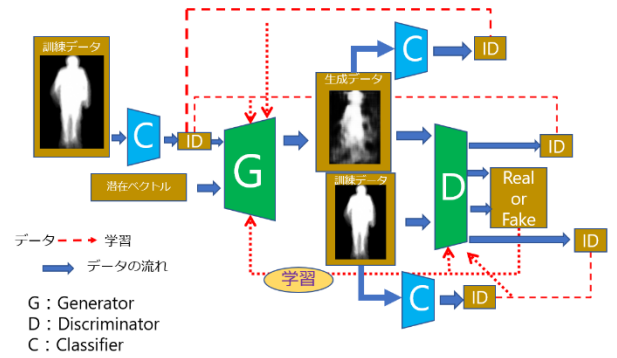 訓練データ
C
ID
生成データ
C
ID
ID
G
訓練データ
D
Real
or
Fake
ID
潜在ベクトル
学習
C
ID
データ
学習
データの流れ
G：Generator
D：Discriminator
C：Classifier